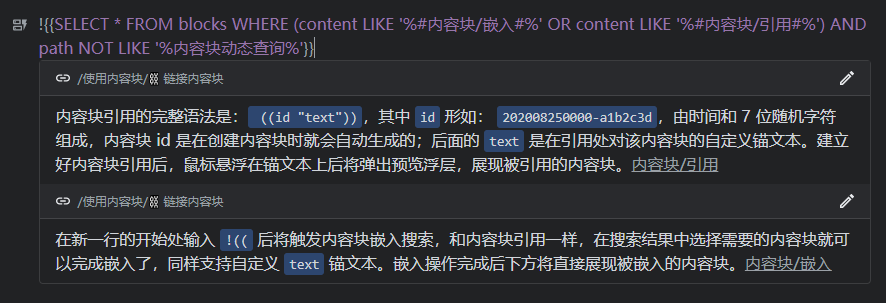 !{{SELECT * FROM blocks WHERE (content LIKE '%#内容块/嵌入#%' OR content LIKE '%#内容块/引用#%') AND
path NOT LIKE '%内容块动态查询%'}}
/使用内容块/ 链接内容块
内容块引用的完整语法是： ((id "text"))，其中 id 形如： 202008250000-a1b2c3d，由时间和 7 位随机字符
组成，内容块 id 是在创建内容块时就会自动生成的；后面的 text 是在引用处对该内容块的自定义锚文本。建立
好内容块引用后，鼠标悬浮在锚文本上后将弹出预览浮层，展现被引用的内容块。内容块/引用
/使用内容块/ 链接内容块
在新一行的开始处输入 !(( 后将触发内容块嵌入搜索，和内容块引用一样，在搜索结果中选择需要的内容块就可
以完成嵌入了，同样支持自定义 text 锚文本。嵌入操作完成后下方将直接展现被嵌入的内容块。内容块/嵌入